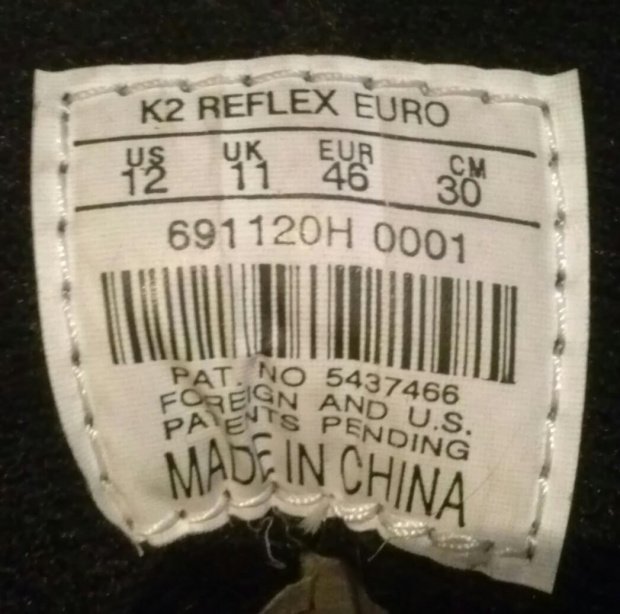 K2 REFLEX EURO
US UK EUR CM
12 11 46 30
691120H 0001
PAT. NO 5437466
FOREIGN AND U.S.
PATENTS PENDING
MADE IN CHINA